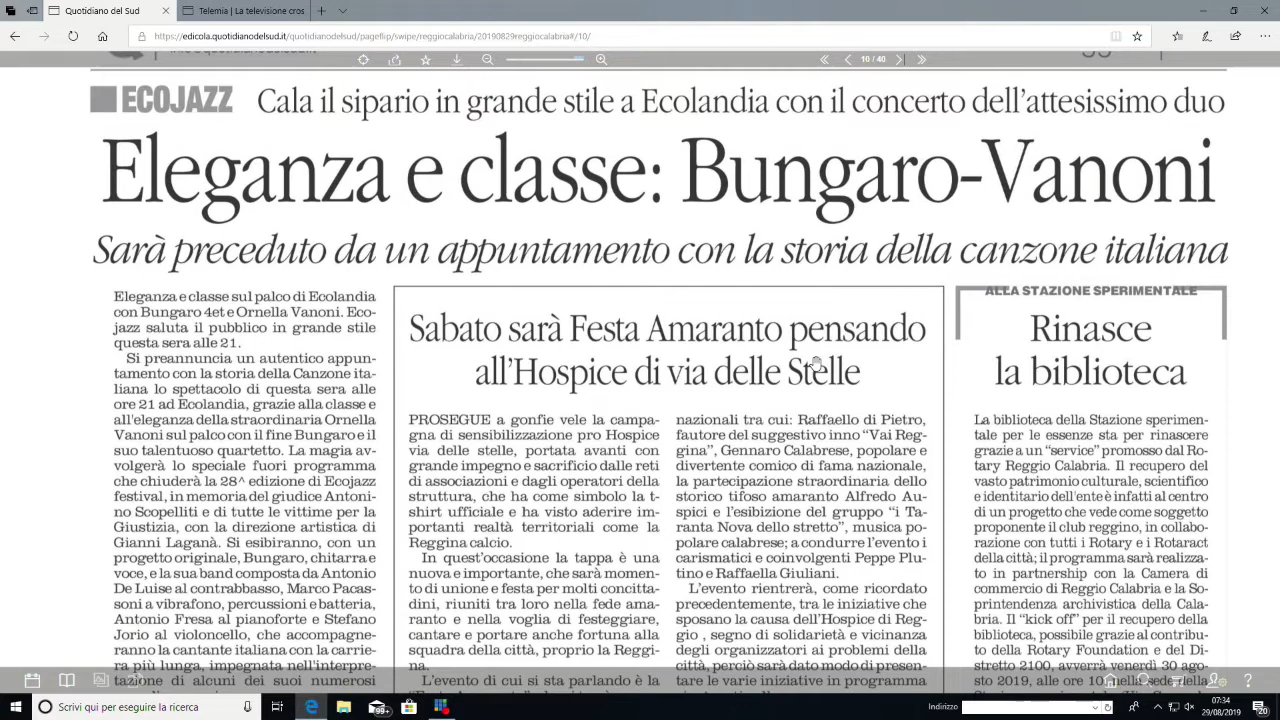 Quotidiano del Sud
Quotidiano del Sud
https://edicola.quotidianodelsud.it/quotidianodelsud/pageflip/swipe/reggiocalabria/20190829reggiocalabria#/10/
10 / 40
ECOJAZZ Cala il sipario in grande stile a Ecolandia con il concerto dell'attesissimo duo
Eleganza e classe: Bungaro-Vanoni
Sarà preceduto da un appuntamento con la storia della canzone italiana
Eleganza e classe sul palco di Ecolandia
con Bungaro 4et e Ornella Vanoni. Eco-
jazz saluta il pubblico in grande stile
questa sera alle 21.
Si preannuncia un autentico appun-
tamento con la storia della Canzone ita-
liana lo spettacolo di questa sera alle
ore 21 ad Ecolandia, grazie alla classe e
all'eleganza della straordinaria Ornella
Vanoni sul palco con il fine Bungaro e il
suo talentuoso quartetto. La magia av-
volgerà lo speciale fuori programma
che chiuderà la 28^ edizione di Ecojazz
festival, in memoria del giudice Antoni-
no Scopelliti e di tutte le vittime per la
Giustizia, con la direzione artistica di
Gianni Laganà. Si esibiranno, con un
progetto originale, Bungaro, chitarra e
voce, e la sua band composta da Antonio
De Luise al contrabbasso, Marco Pacas-
soni a vibrafono, percussioni e batteria,
Antonio Fresa al pianoforte e Stefano
Jorio al violoncello, che accompagne-
ranno la cantante italiana con la carrie-
ra più lunga, impegnata nell'interpre-
tazione di alcuni dei suoi numerosi
Sabato sarà Festa Amaranto pensando
all'Hospice di via delle Stelle
PROSEGUE a gonfie vele la campa-
gna di sensibilizzazione pro Hospice
via delle stelle, portata avanti con
grande impegno e sacrificio dalle reti
di associazioni e dagli operatori della
struttura, che ha come simbolo la t-
shirt ufficiale e ha visto aderire im-
portanti realtà territoriali come la
Reggina calcio.
In quest'occasione la tappa è una
nuova e importante, che sarà momen-
to di unione e festa per molti concitta-
dini, riuniti tra loro nella fede ama-
ranto e nella voglia di festeggiare,
cantare e portare anche fortuna alla
squadra della città, proprio la Reggi-
na.
L'evento di cui si sta parlando è la
nazionali tra cui: Raffaello di Pietro,
fautore del suggestivo inno “Vai Reg-
gina”, Gennaro Calabrese, popolare e
divertente comico di fama nazionale,
la partecipazione straordinaria dello
storico tifoso amaranto Alfredo Au-
spici e l'esibizione del gruppo “i Ta-
ranta Nova dello stretto”, musica po-
polare calabrese; a condurre l'evento i
carismatici e coinvolgenti Peppe Plu-
tino e Raffaella Giuliani.
L'evento rientrerà, come ricordato
precedentemente, tra le iniziative che
sposano la causa dell'Hospice di Reg-
gio , segno di solidarietà e vicinanza
degli organizzatori ai problemi della
città, perciò sarà dato modo di presen-
tare le varie iniziative in programma
ALLA STAZIONE SPERIMENTALE
Rinasce
la biblioteca
La biblioteca della Stazione sperimen-
tale per le essenze sta per rinascere
grazie a un “service” promosso dal Ro-
tary Reggio Calabria. Il recupero del
vasto patrimonio culturale, scientifico
e identitario dell'ente è infatti al centro
di un progetto che vede come soggetto
proponente il club reggino, in collabo-
razione con tutti i Rotary e i Rotaract
della città; il programma sarà realizza-
to in partnership con la Camera di
commercio di Reggio Calabria e la So-
printendenza archivistica della Cala-
bria. Il “kick off” per il recupero della
biblioteca, possibile grazie al contribu-
to della Rotary Foundation e del Di-
stretto 2100, avverrà venerdì 30 ago-
sto 2019, alle ore 10 nella sede della
Scrivi qui per eseguire la ricerca
99+
Indirizzo
07:34
29/08/2019
20